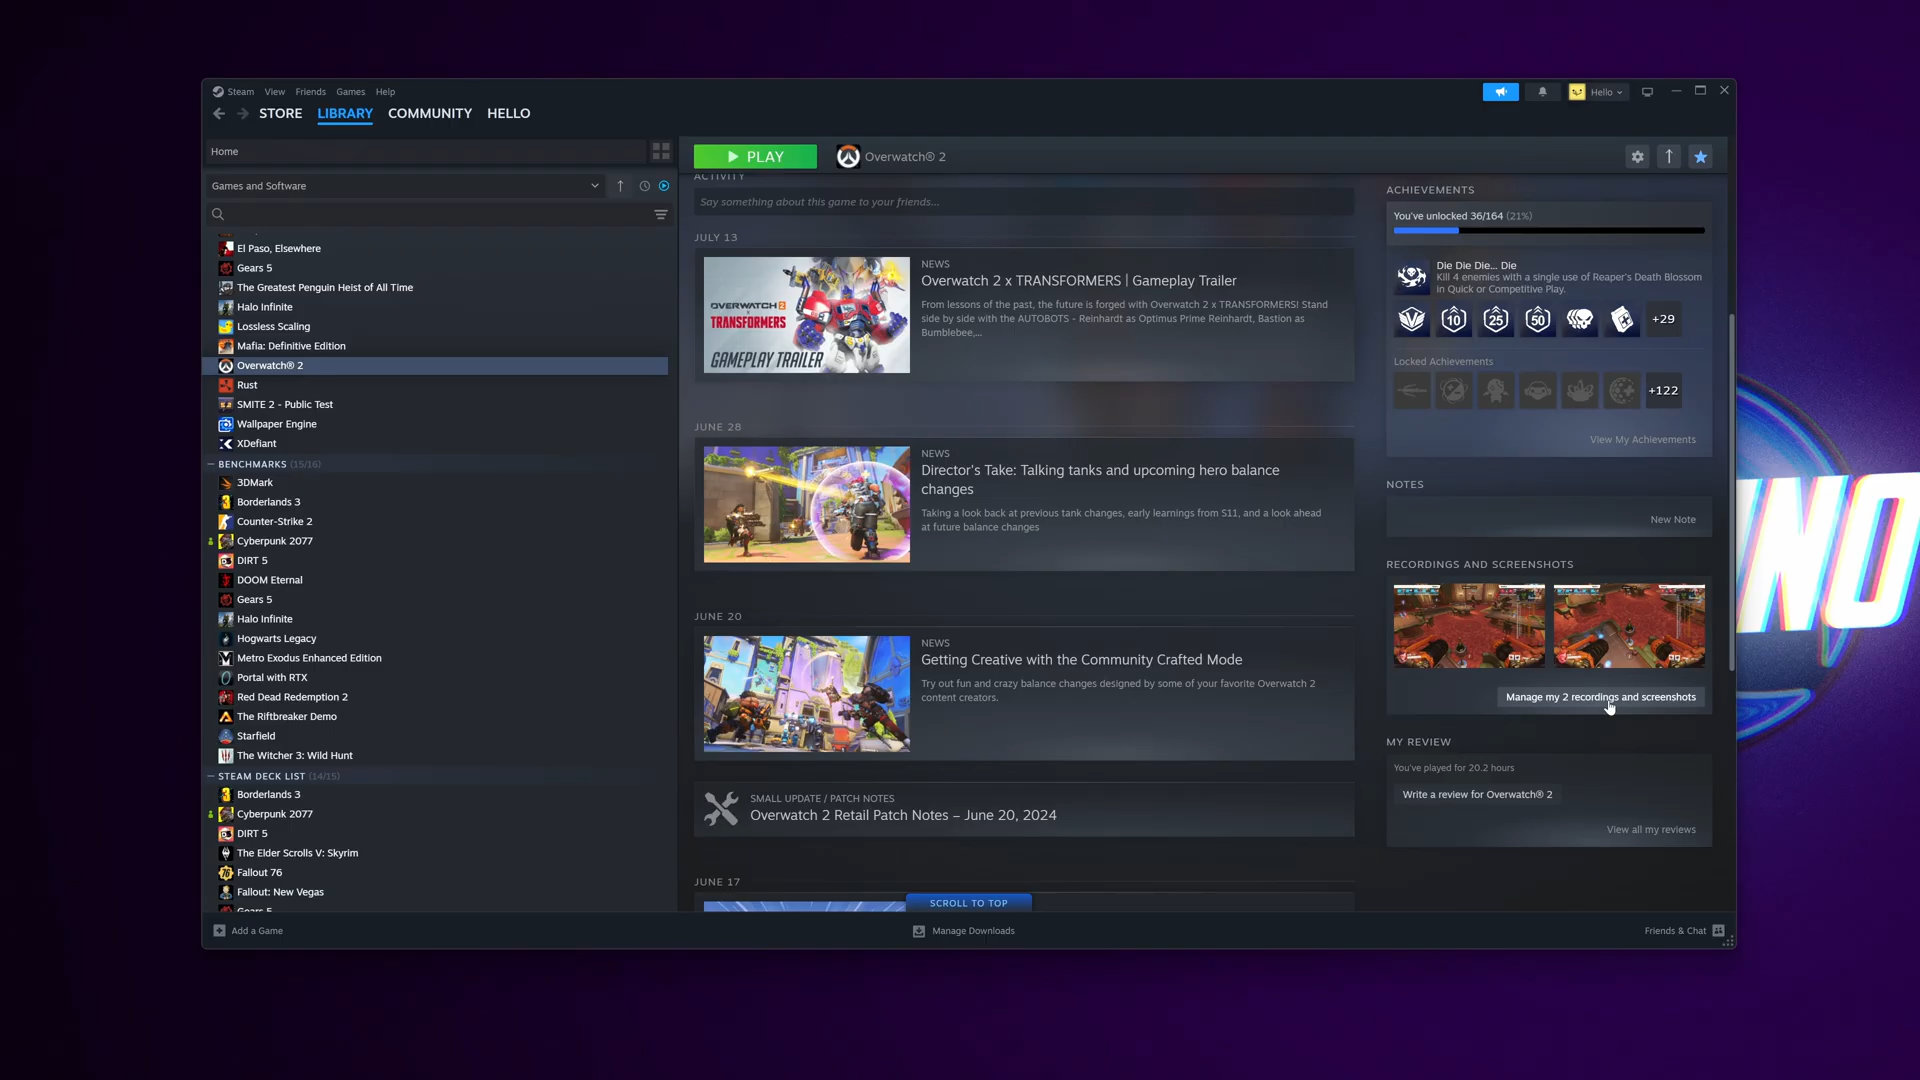 Steam View Friends Games Help
Hello
STORE LIBRARY COMMUNITY HELLO
Home
Games and Software
El Paso, Elsewhere
Gears 5
The Greatest Penguin Heist of All Time
Halo Infinite
Lossless Scaling
Mafia: Definitive Edition
Overwatch® 2
Rust
SMITE 2 - Public Test
Wallpaper Engine
XDefiant
BENCHMARKS (15/16)
3DMark
Borderlands 3
Counter-Strike 2
Cyberpunk 2077
DIRT 5
DOOM Eternal
Gears 5
Halo Infinite
Hogwarts Legacy
Metro Exodus Enhanced Edition
Portal with RTX
Red Dead Redemption 2
The Riftbreaker Demo
Starfield
The Witcher 3: Wild Hunt
STEAM DECK LIST (14/15)
Borderlands 3
Cyberpunk 2077
DIRT 5
The Elder Scrolls V: Skyrim
Fallout 76
Fallout: New Vegas
Gears 5
Add a Game
PLAY
Overwatch® 2
ACTIVITY
Say something about this game to your friends...
JULY 13
OVERWATCH 2
TRANSFORMERS
GAMEPLAY TRAILER
NEWS
Overwatch 2 x TRANSFORMERS | Gameplay Trailer
From lessons of the past, the future is forged with Overwatch 2 x TRANSFORMERS! Stand
side by side with the AUTOBOTS - Reinhardt as Optimus Prime Reinhardt, Bastion as
Bumblebee,...
JUNE 28
NEWS
Director's Take: Talking tanks and upcoming hero balance
changes
Taking a look back at previous tank changes, early learnings from S11, and a look ahead
at future balance changes
JUNE 20
NEWS
Getting Creative with the Community Crafted Mode
Try out fun and crazy balance changes designed by some of your favorite Overwatch 2
content creators.
SMALL UPDATE / PATCH NOTES
Overwatch 2 Retail Patch Notes – June 20, 2024
JUNE 17
SCROLL TO TOP
Manage Downloads
ACHIEVEMENTS
You've unlocked 36/164 (21%)
Die Die Die... Die
Kill 4 enemies with a single use of Reaper's Death Blossom
in Quick or Competitive Play.
10 25 50 +29
Locked Achievements
+122
View My Achievements
NOTES
New Note
RECORDINGS AND SCREENSHOTS
Manage my 2 recordings and screenshots
MY REVIEW
You've played for 20.2 hours
Write a review for Overwatch® 2
View all my reviews
Friends & Chat
NO